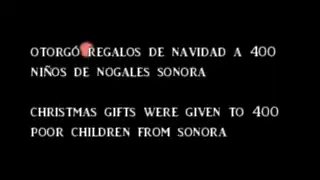 OTORGÓ REGALOS DE NAVIDAD A 400
NIÑOS DE NOGALES SONORA
CHRISTMAS GIFTS WERE GIVEN TO 400
POOR CHILDREN FROM SONORA